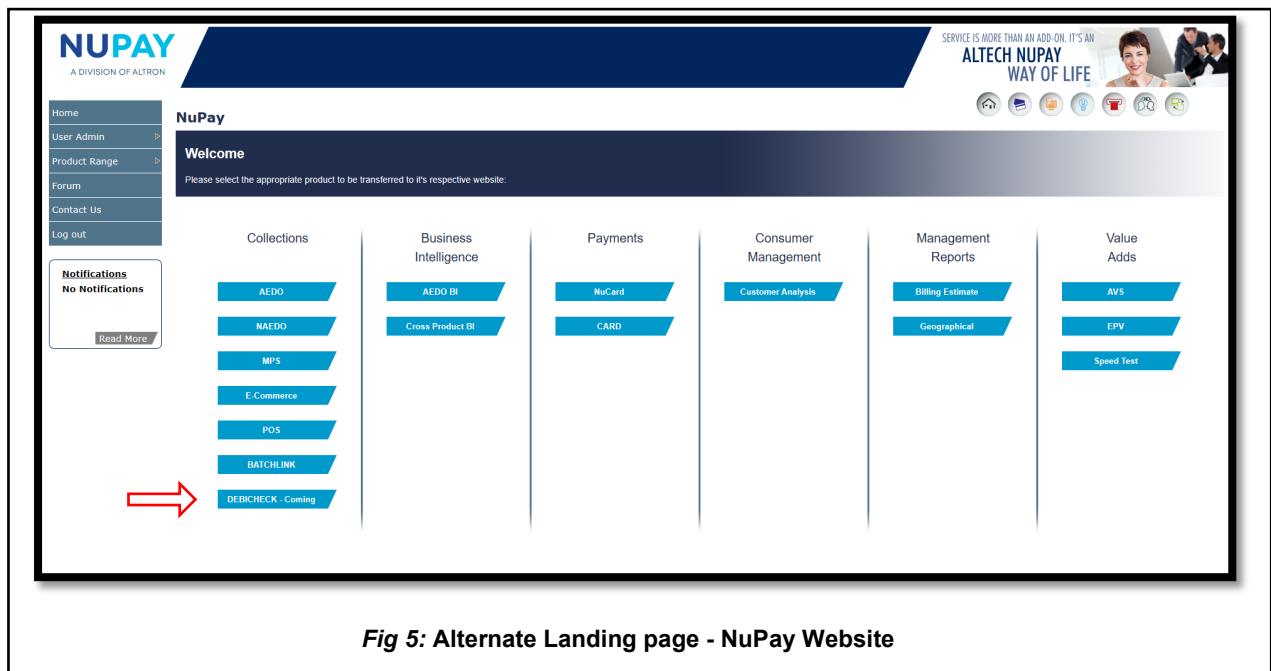 NUPAY
A DIVISION OF ALTRON
SERVICE IS MORE THAN AN ADD-ON. IT'S AN
ALTECH NUPAY
WAY OF LIFE
Home
User Admin
Product Range
Forum
Contact Us
Log out
Notifications
No Notifications
Read More
NuPay
Welcome
Please select the appropriate product to be transferred to it's respective website:
Collections
AEDO
NAEDO
MPS
E-Commerce
POS
BATCHLINK
DEBICHECK - Coming
Business
Intelligence
AEDO BI
Cross Product BI
Payments
NuCard
CARD
Consumer
Management
Customer Analysis
Management
Reports
Billing Estimate
Geographical
Value
Adds
AVS
EPV
Speed Test
Fig 5: Alternate Landing page - NuPay Website